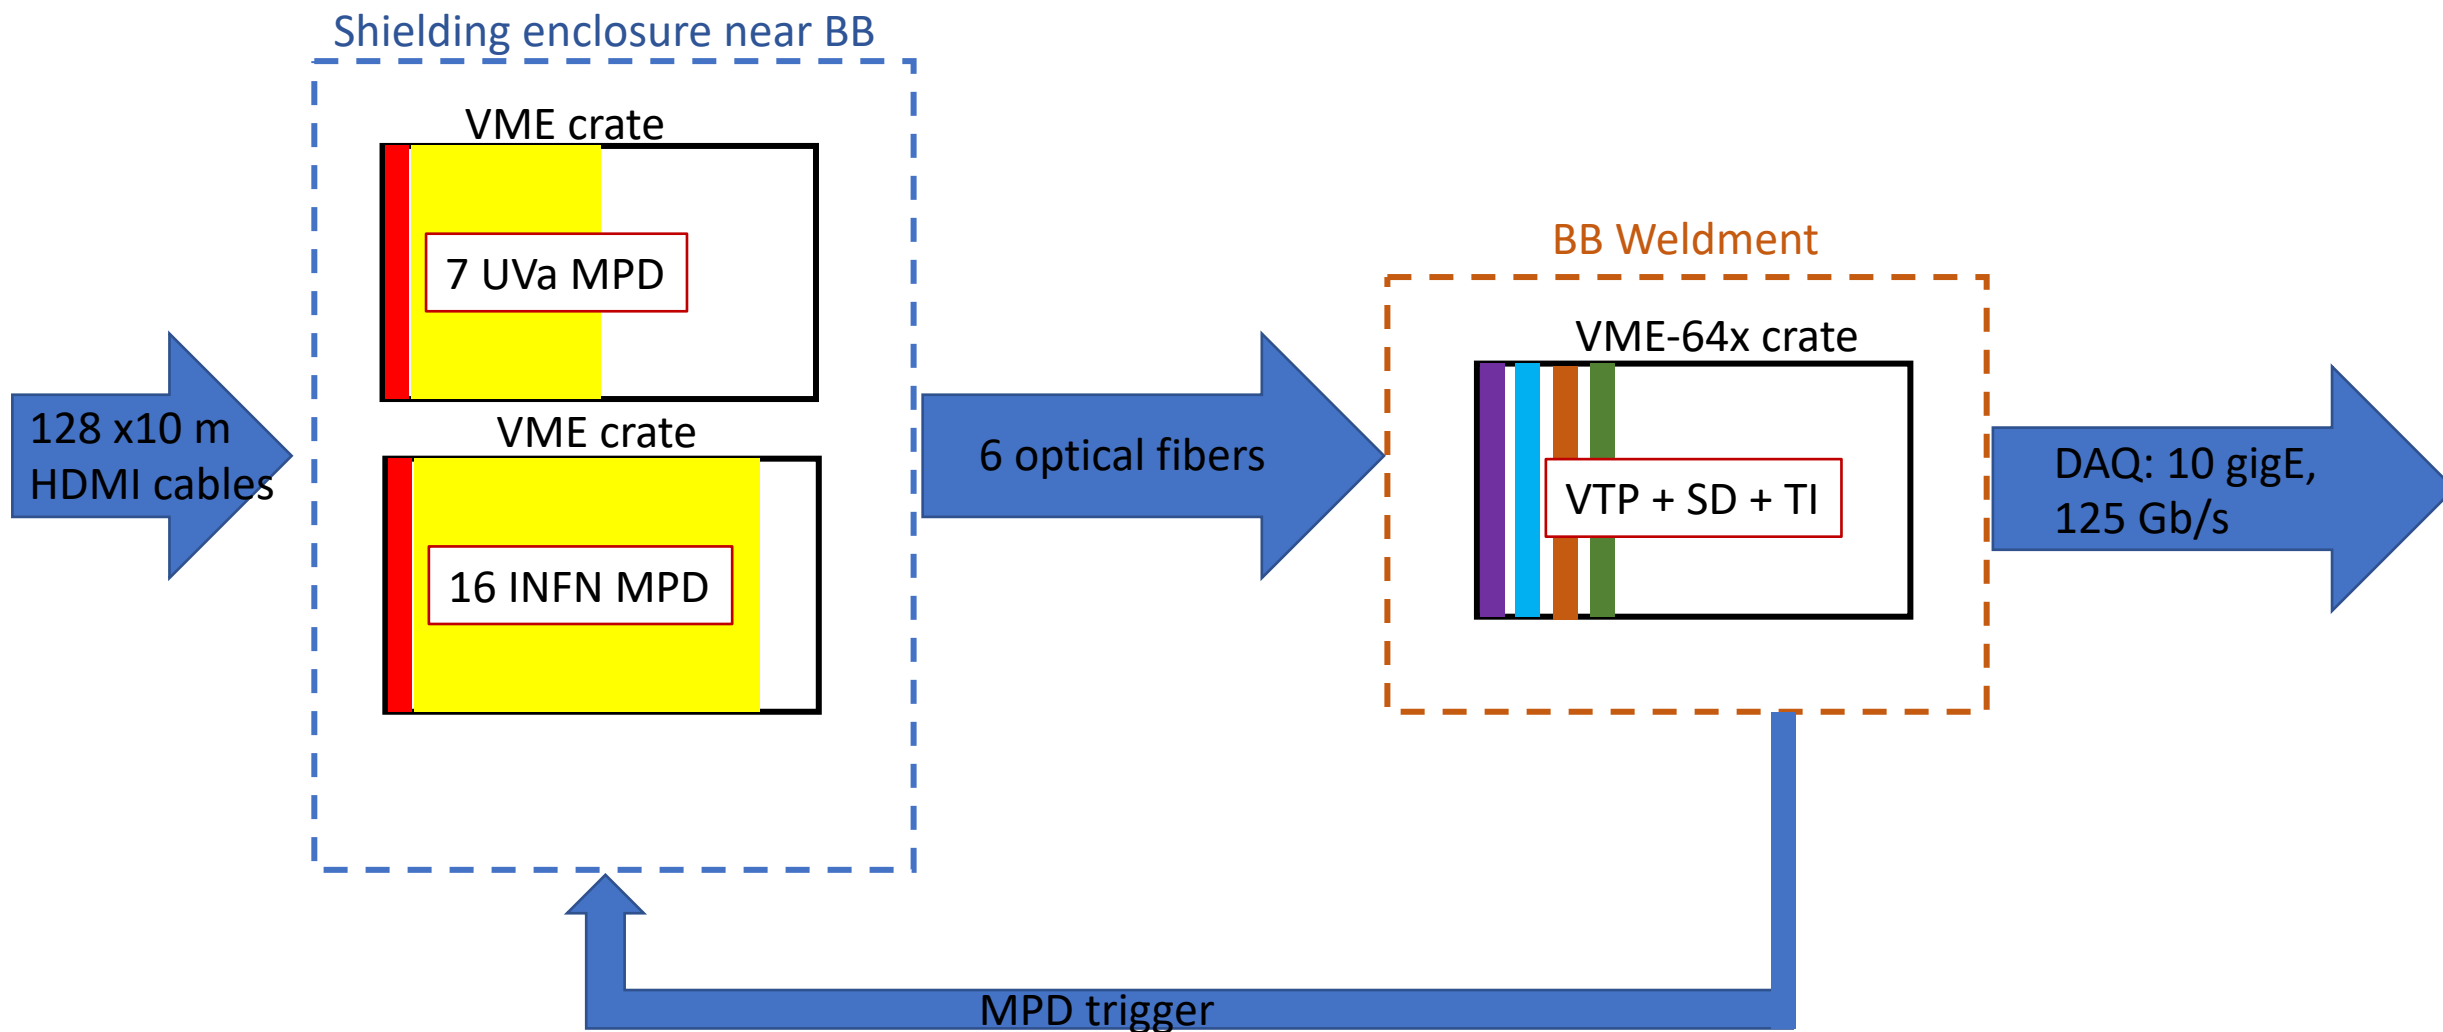 Shielding enclosure near BB
VME crate
7 UVa MPD
VME crate
16 INFN MPD
128 x10 m
HDMI cables
6 optical fibers
BB Weldment
VME-64x crate
VTP + SD + TI
DAQ: 10 gigE,
125 Gb/s
MPD trigger